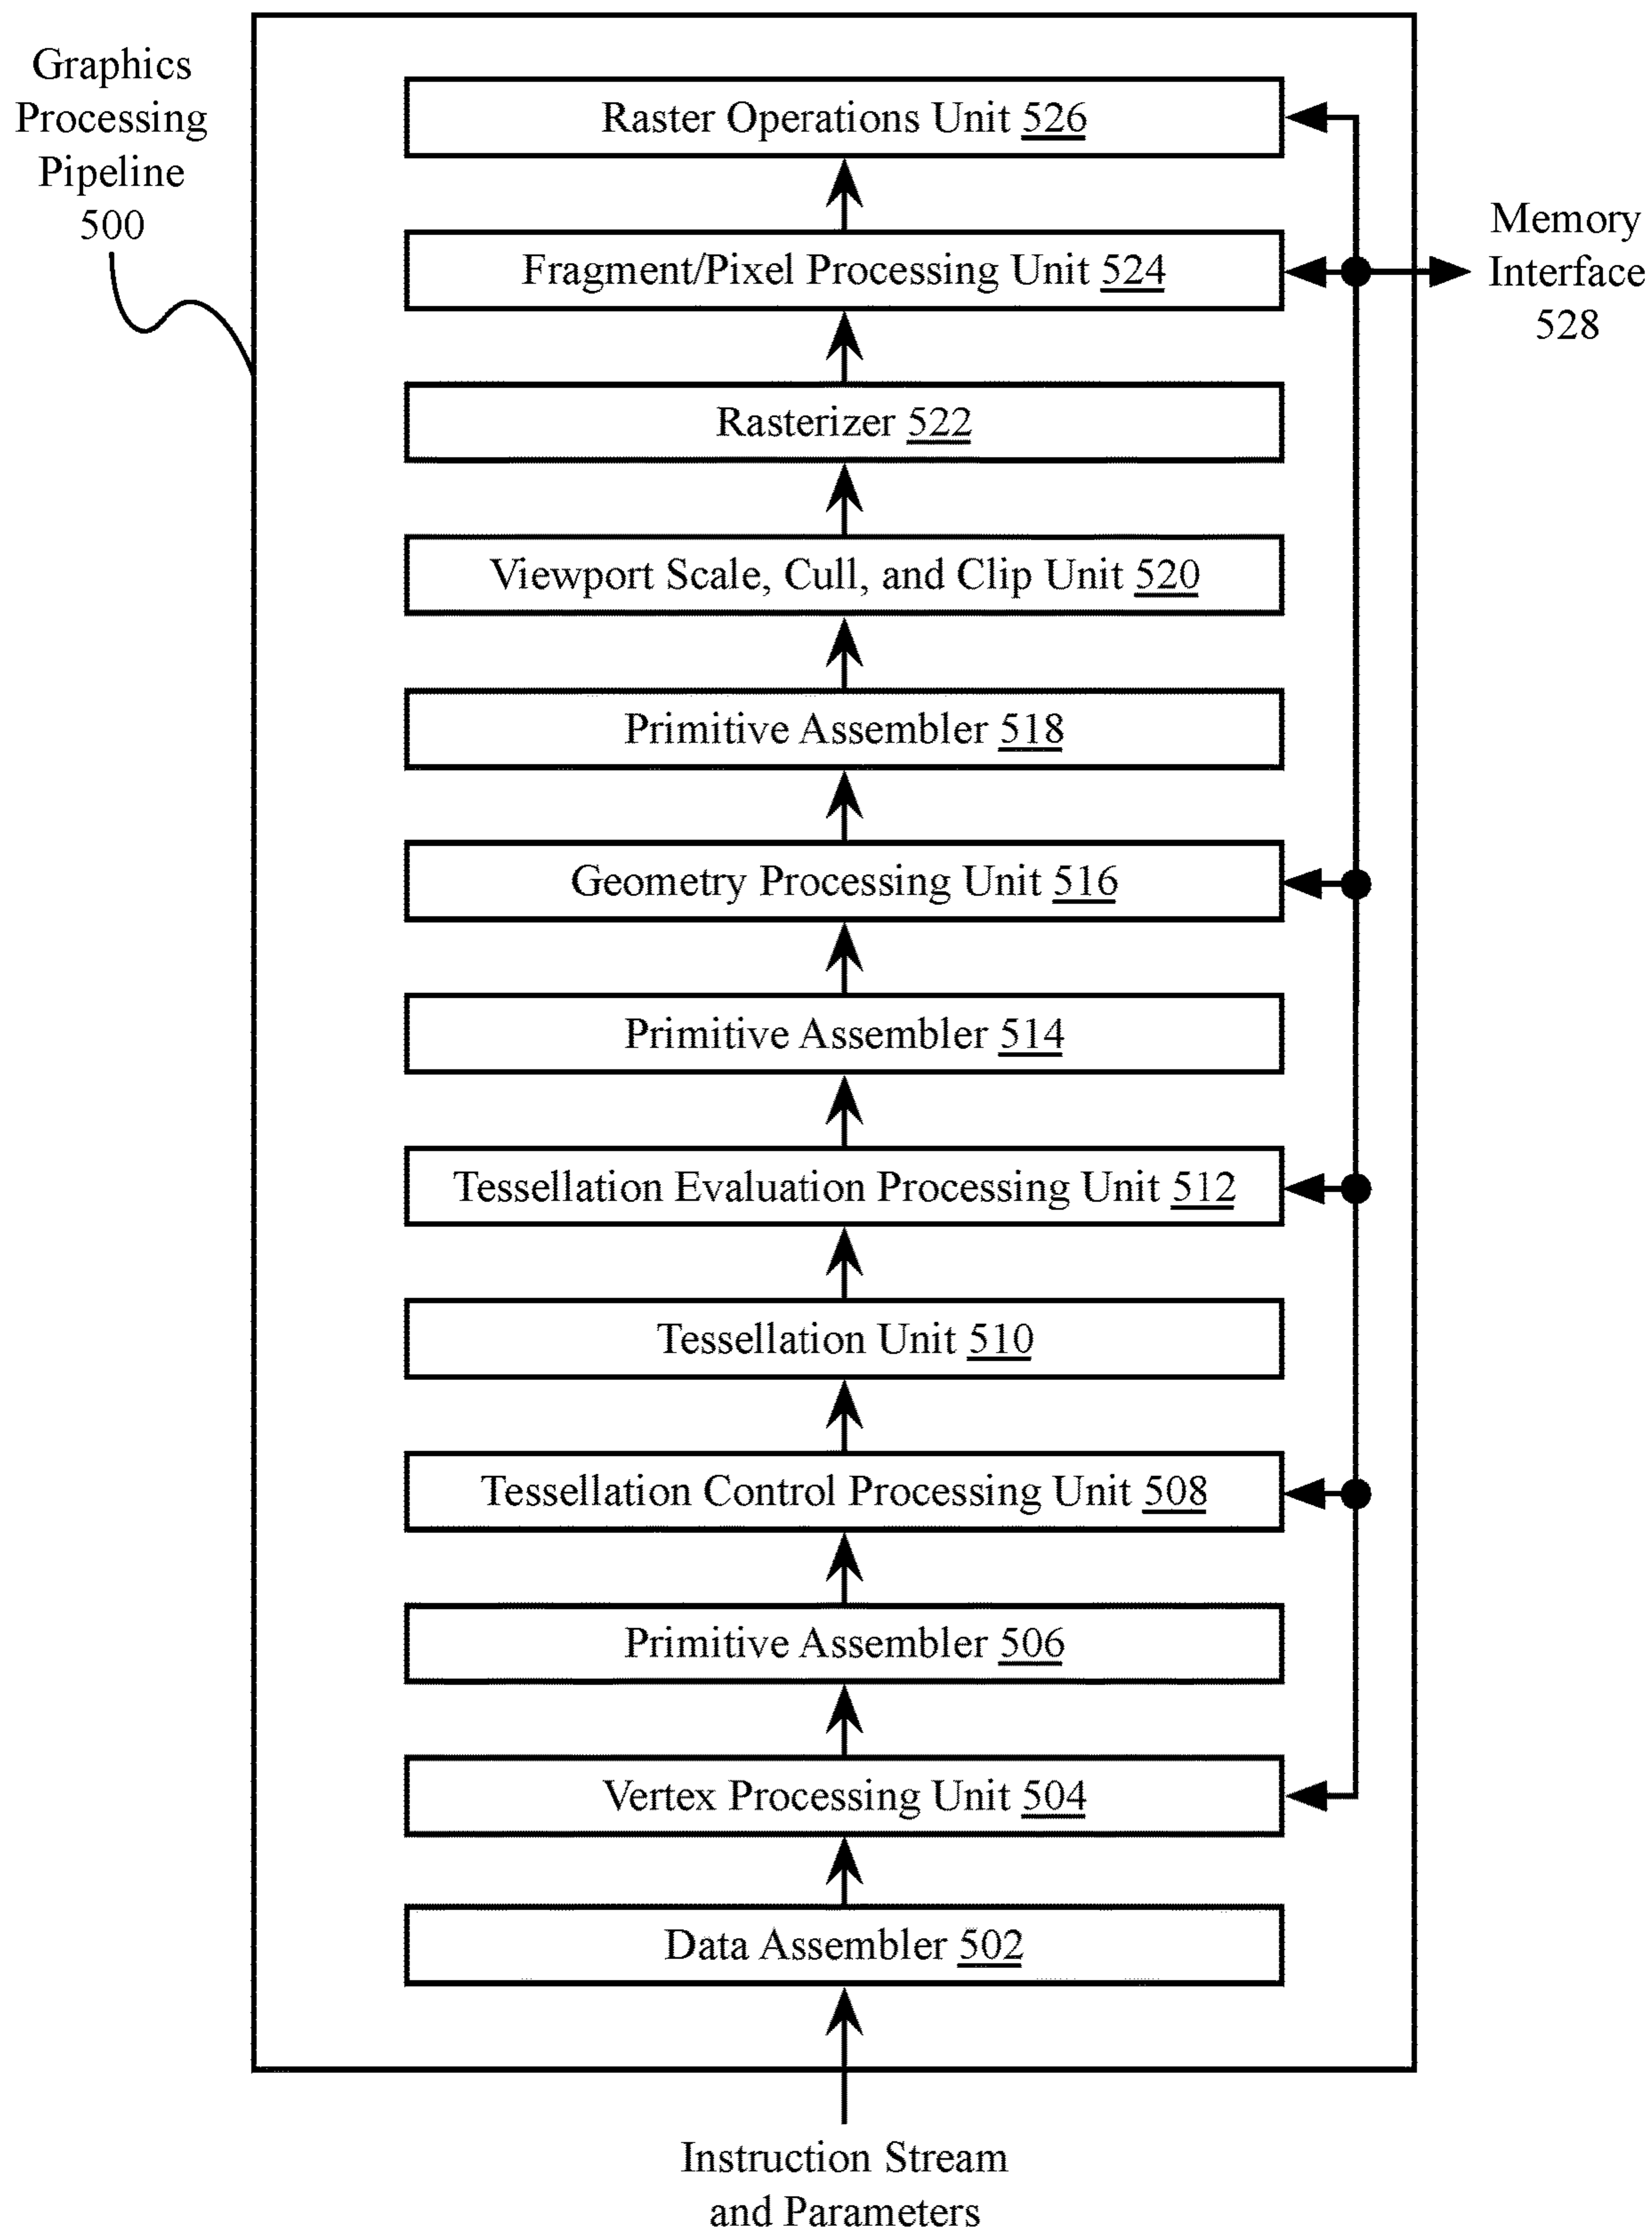 Graphics
Processing
Pipeline
500
Raster Operations Unit 526
Fragment/Pixel Processing Unit 524
Memory
Interface
528
Rasterizer 522
Viewport Scale, Cull, and Clip Unit 520
Primitive Assembler 518
Geometry Processing Unit 516
Primitive Assembler 514
Tessellation Evaluation Processing Unit 512
Tessellation Unit 510
Tessellation Control Processing Unit 508
Primitive Assembler 506
Vertex Processing Unit 504
Data Assembler 502
Instruction Stream
and Parameters